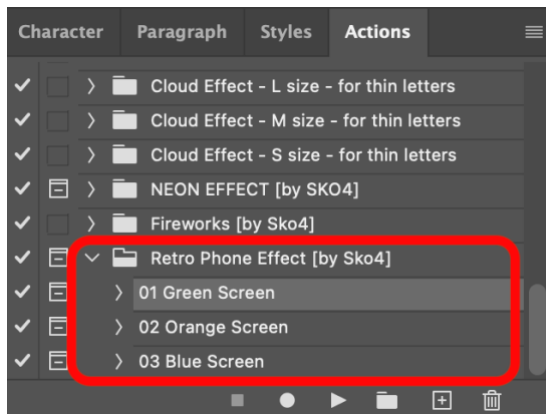 Character Paragraph Styles Actions
Cloud Effect - L size - for thin letters
Cloud Effect - M size - for thin letters
Cloud Effect - S size - for thin letters
NEON EFFECT [by SKO4]
Fireworks [by Sko4]
Retro Phone Effect [by Sko4]
01 Green Screen
02 Orange Screen
03 Blue Screen